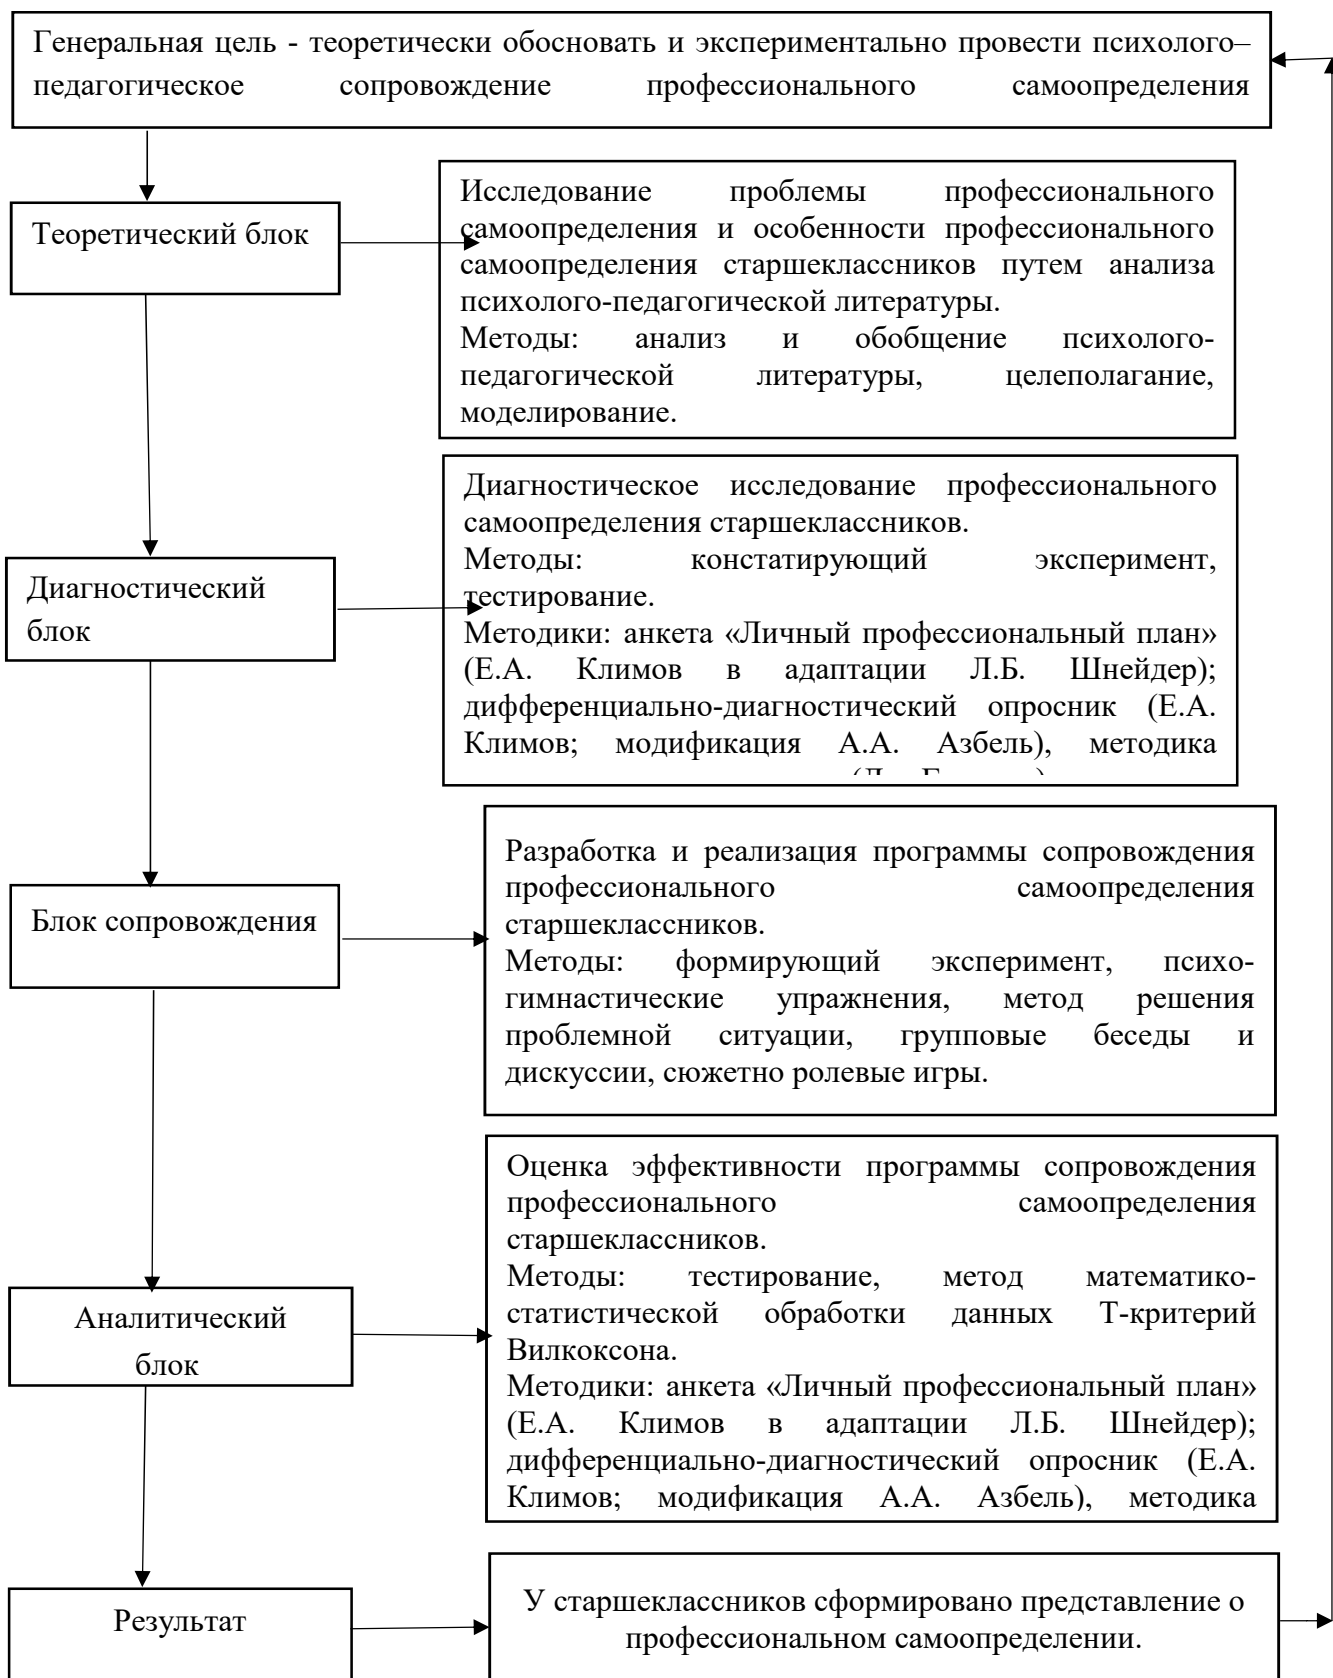 Генеральная цель - теоретически обосновать и экспериментально провести психолого–
педагогическое сопровождение профессионального самоопределения
Теоретический блок
Исследование проблемы профессионального
самоопределения и особенности профессионального
самоопределения старшеклассников путем анализа
психолого-педагогической литературы.
Методы: анализ и обобщение психолого-
педагогической литературы, целеполагание,
моделирование.
Диагностический
блок
Диагностическое исследование профессионального
самоопределения старшеклассников.
Методы: констатирующий эксперимент,
тестирование.
Методики: анкета «Личный профессиональный план»
(Е.А. Климов в адаптации Л.Б. Шнейдер);
дифференциально-диагностический опросник (Е.А.
Климов; модификация А.А. Азбель), методика
Блок сопровождения
Разработка и реализация программы сопровождения
профессионального самоопределения
старшеклассников.
Методы: формирующий эксперимент, психо-
гимнастические упражнения, метод решения
проблемной ситуации, групповые беседы и
дискуссии, сюжетно ролевые игры.
Аналитический
блок
Оценка эффективности программы сопровождения
профессионального самоопределения
старшеклассников.
Методы: тестирование, метод математико-
статистической обработки данных Т-критерий
Вилкоксона.
Методики: анкета «Личный профессиональный план»
(Е.А. Климов в адаптации Л.Б. Шнейдер);
дифференциально-диагностический опросник (Е.А.
Климов; модификация А.А. Азбель), методика
Результат
У старшеклассников сформировано представление о
профессиональном самоопределении.